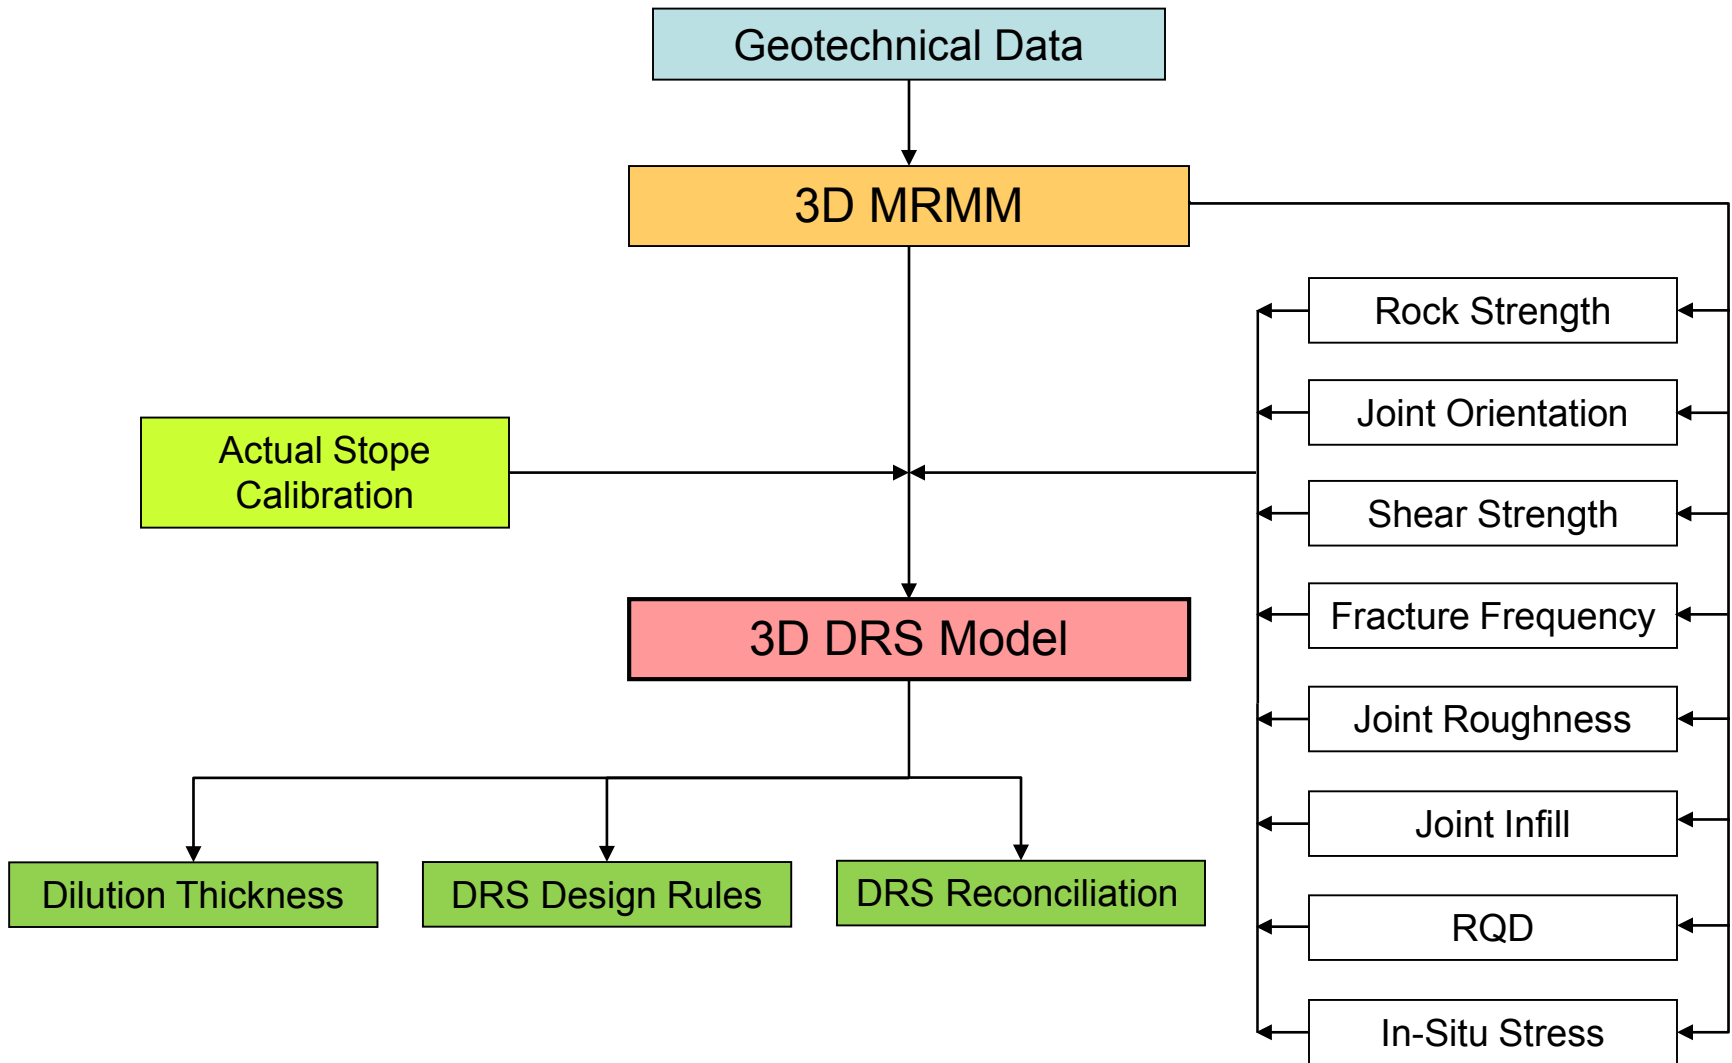 Geotechnical Data
3D MRMM
Rock Strength
Joint Orientation
Actual Stope
Calibration
Shear Strength
Fracture Frequency
3D DRS Model
Joint Roughness
Joint Infill
Dilution Thickness
DRS Design Rules
DRS Reconciliation
RQD
In-Situ Stress